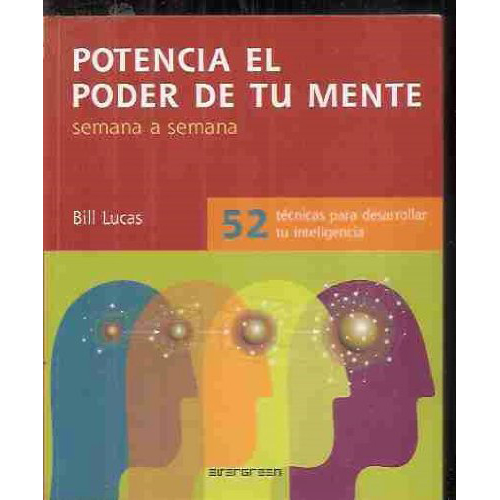 POTENCIA EL
PODER DE TU MENTE
semana a semana
Bill Lucas
52
técnicas para desarrollar
tu inteligencia
evergreen